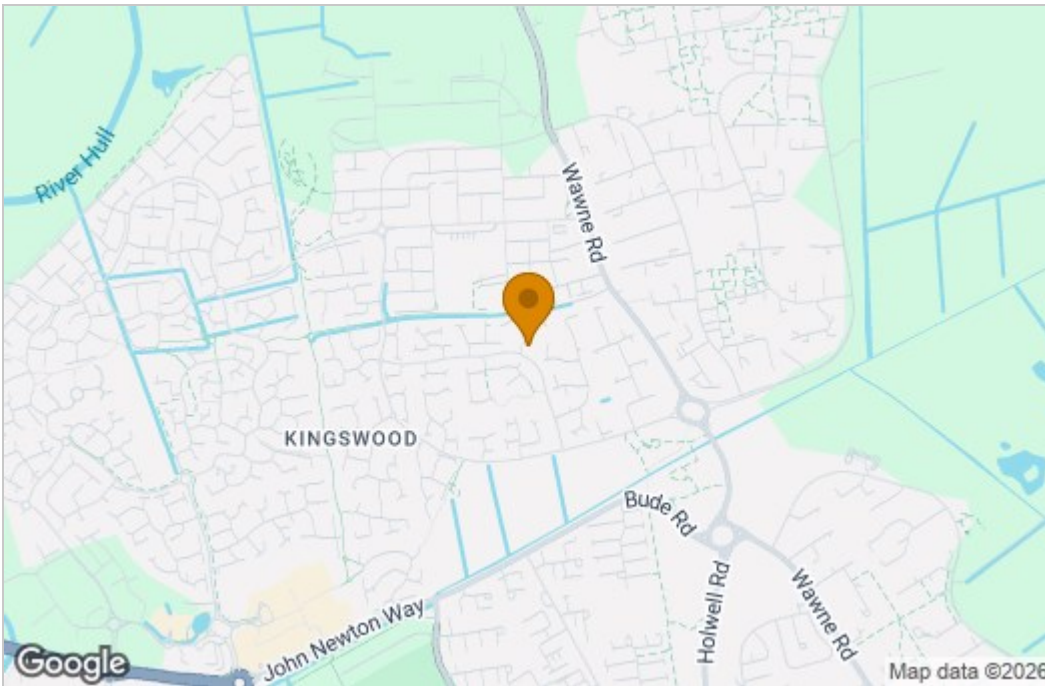 River Hull
Wawne Rd
KINGSWOOD
Bude Rd
Holwell Rd
Wawne Rd
John Newton Way
Google
Map data ©2026